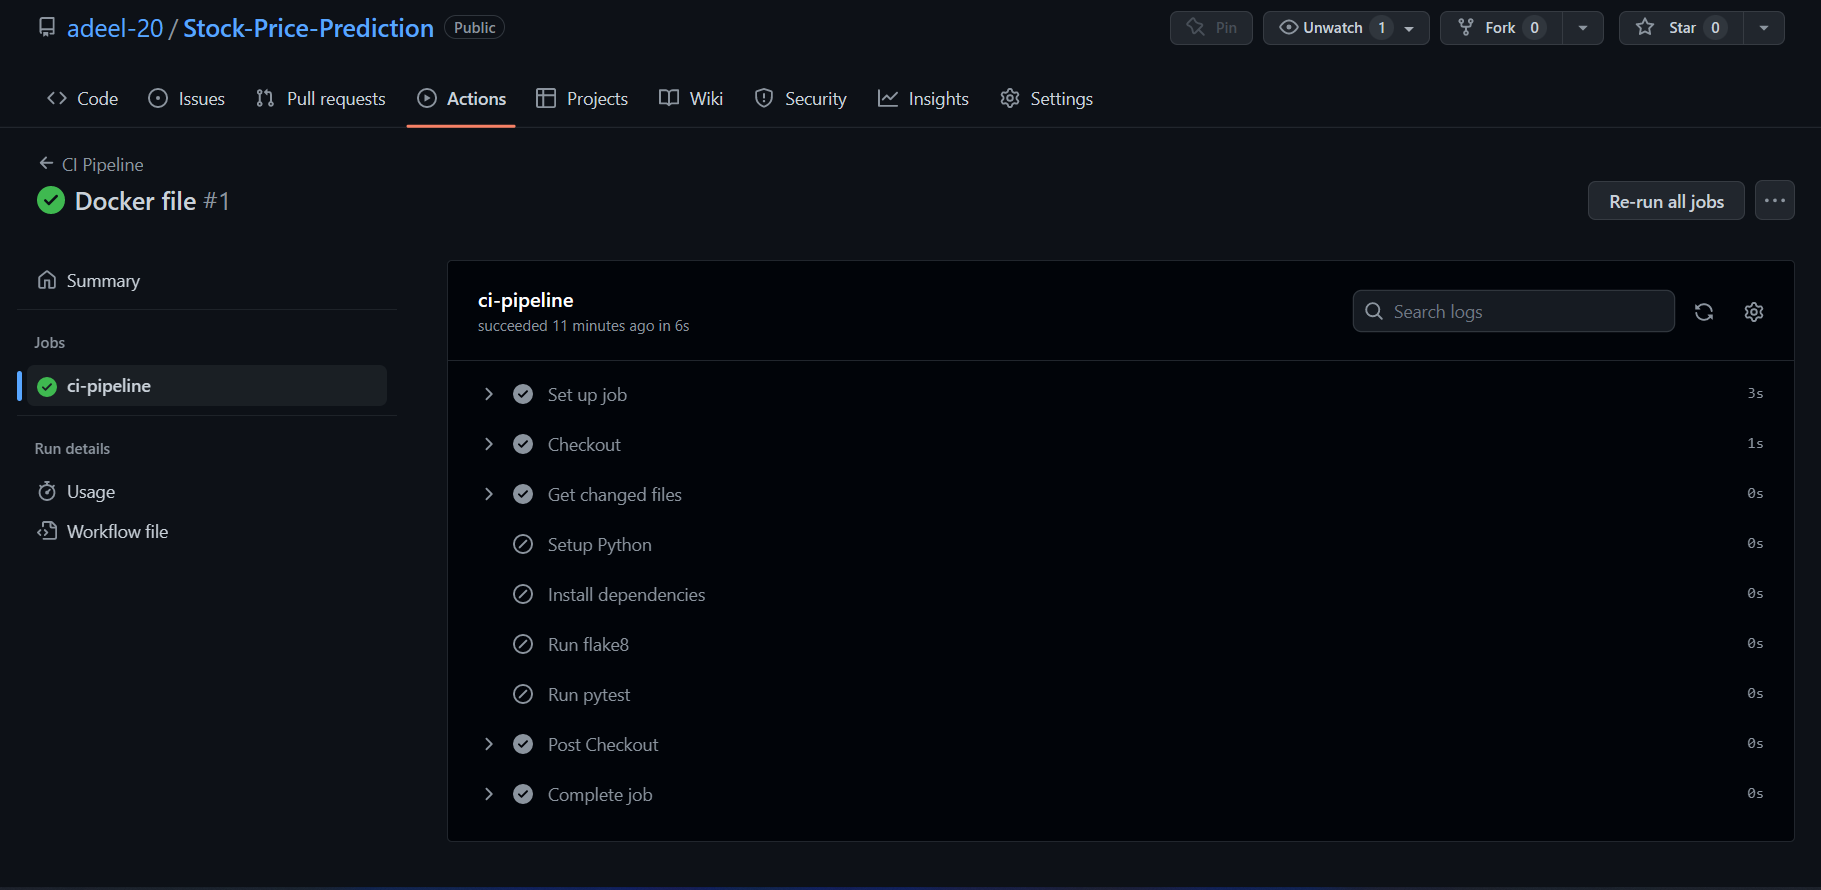 adeel-20 / Stock-Price-Prediction Public Pin Unwatch 1 Fork 0 Star 0
Code Issues Pull requests Actions Projects Wiki Security Insights Settings
CI Pipeline
Docker file #1
Re-run all jobs
Summary
Jobs
ci-pipeline
Run details
Usage
Workflow file
ci-pipeline
succeeded 11 minutes ago in 6s
Search logs
Set up job 3s
Checkout 1s
Get changed files 0s
Setup Python 0s
Install dependencies 0s
Run flake8 0s
Run pytest 0s
Post Checkout 0s
Complete job 0s